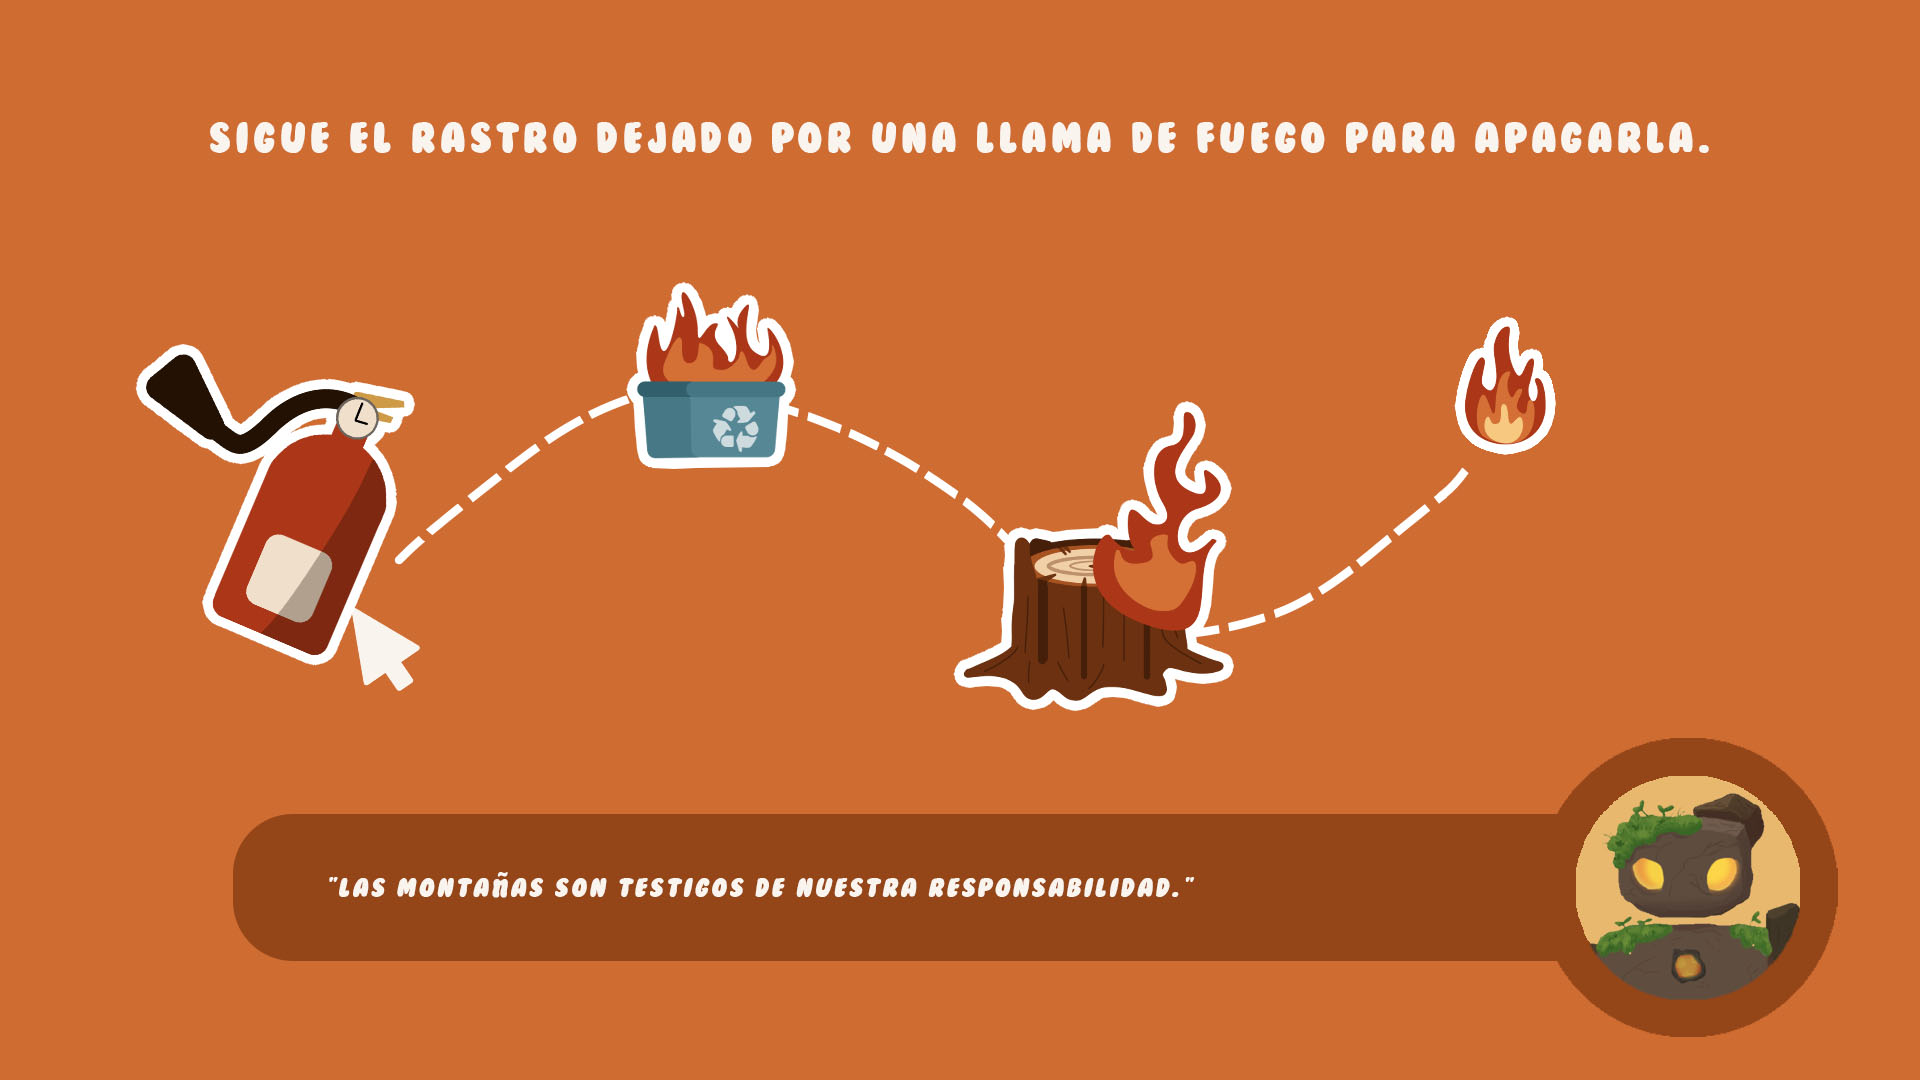 SIGUE EL RASTRO DEJADO POR UNA LLAMA DE FUEGO PARA APAGARLA.
"LAS MONTAÑAS SON TESTIGOS DE NUESTRA RESPONSABILIDAD."